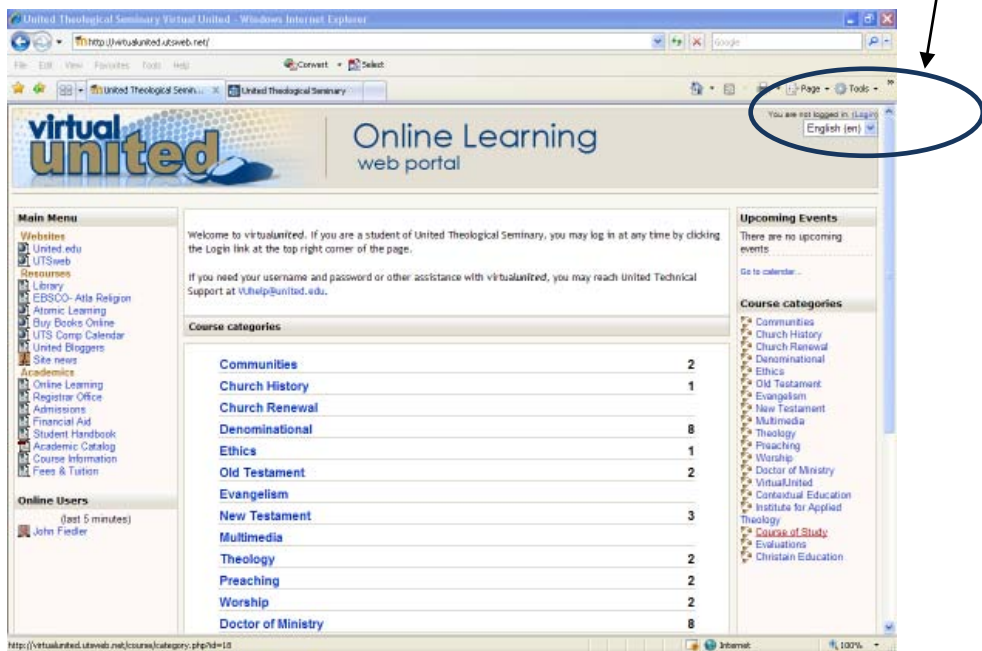 United Theological Seminary Virtual United - Windows Internet Explorer
http://virtualunited.utsweb.net/
Google
File Edit View Favorites Tools Help
Convert
Select
United Theological Semin...
United Theological Seminary
Page
Tools
You are not logged in. (Login)
English (en)
virtual
united
Online Learning
web portal
Main Menu
Websites
United.edu
UTSweb
Resourses
Library
EBSCO- Atla Religion
Atomic Learning
Buy Books Online
UTS Comp Calendar
United Bloggers
Site news
Academics
Online Learning
Registrar Office
Admissions
Financial Aid
Student Handbook
Academic Catalog
Course Information
Fees & Tuition
Online Users
(last 5 minutes)
John Fiedler
Welcome to virtualunited. If you are a student of United Theological Seminary, you may log in at any time by clicking
the Login link at the top right corner of the page.
If you need your username and password or other assistance with virtualunited, you may reach United Technical
Support at VUhelp@united.edu.
Course categories
Communities 2
Church History 1
Church Renewal
Denominational 8
Ethics 1
Old Testament 2
Evangelism
New Testament 3
Multimedia
Theology 2
Preaching 2
Worship 2
Doctor of Ministry 8
Upcoming Events
There are no upcoming
events
Go to calendar...
Course categories
Communities
Church History
Church Renewal
Denominational
Ethics
Old Testament
Evangelism
New Testament
Multimedia
Theology
Preaching
Worship
Doctor of Ministry
VirtualUnited
Contextual Education
Institute for Applied
Theology
Course of Study
Evaluations
Christain Education
http://virtualunited.utsweb.net/course/category.php?id=18
Internet
100%